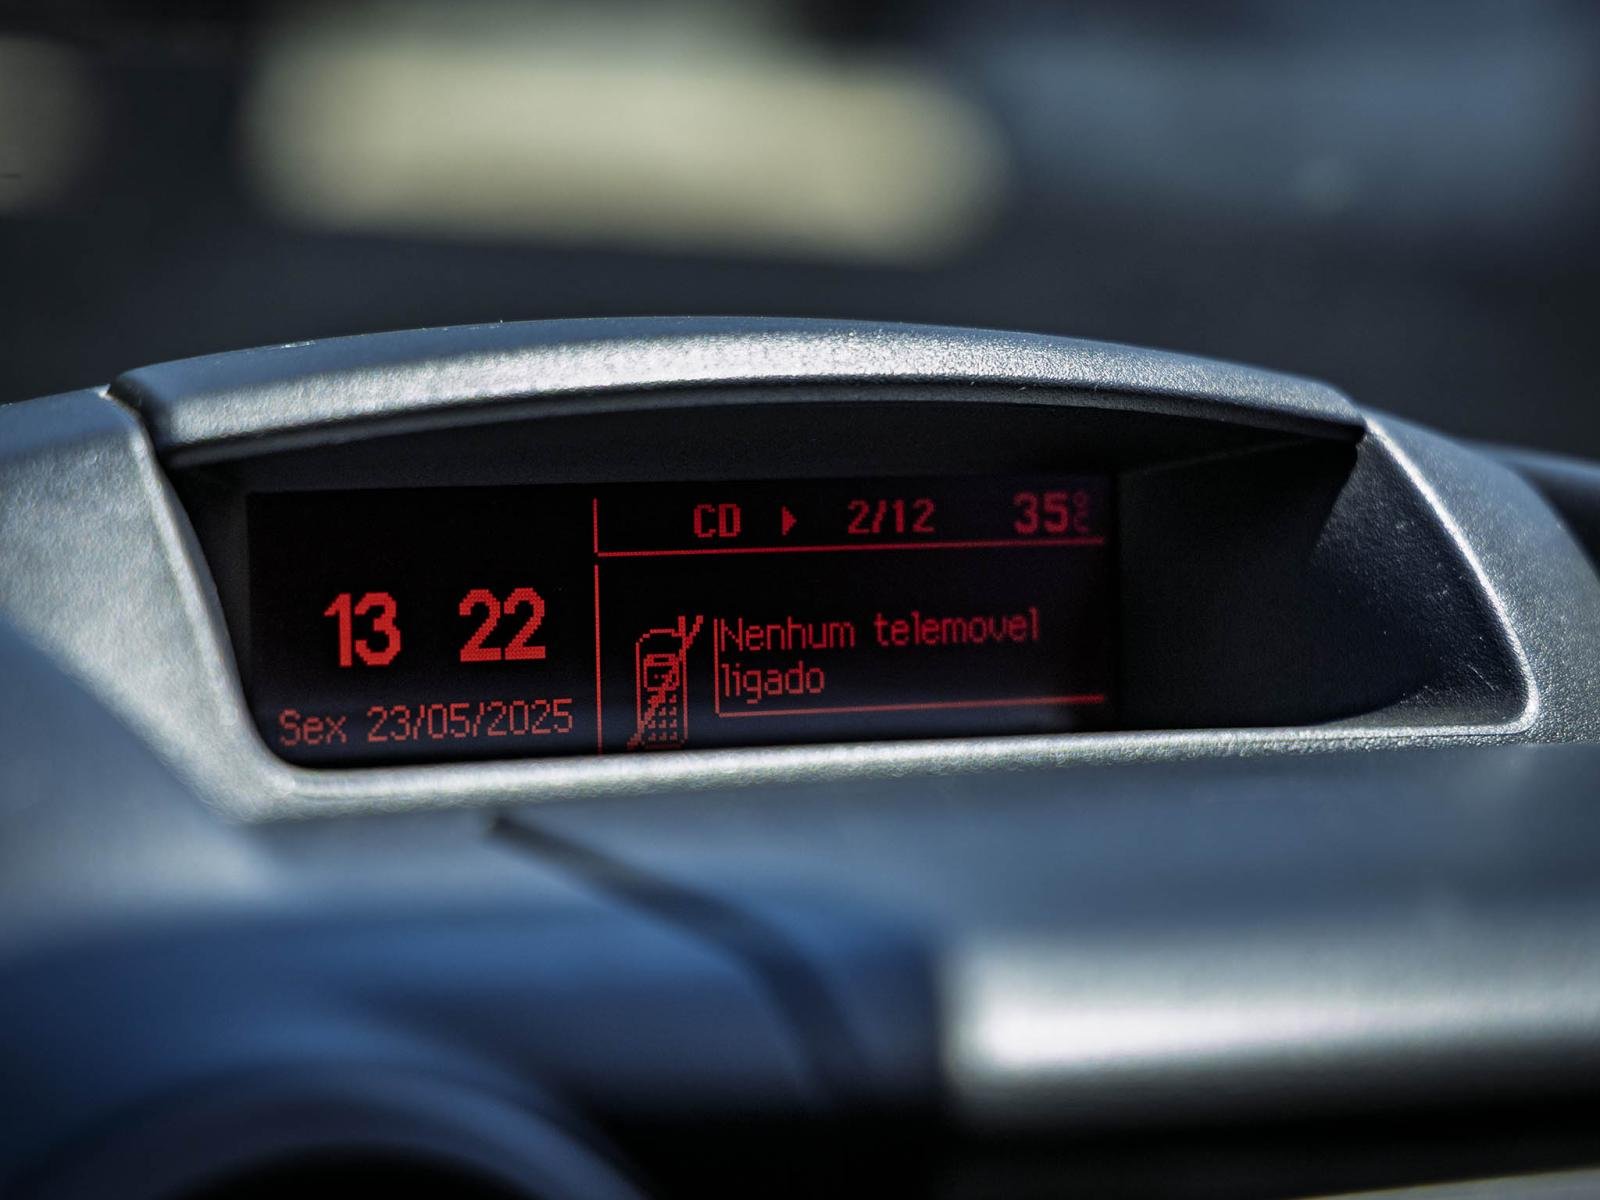 CD 2/12 35°C
13 22
Nenhum telemovel
ligado
Sex 23/05/2025